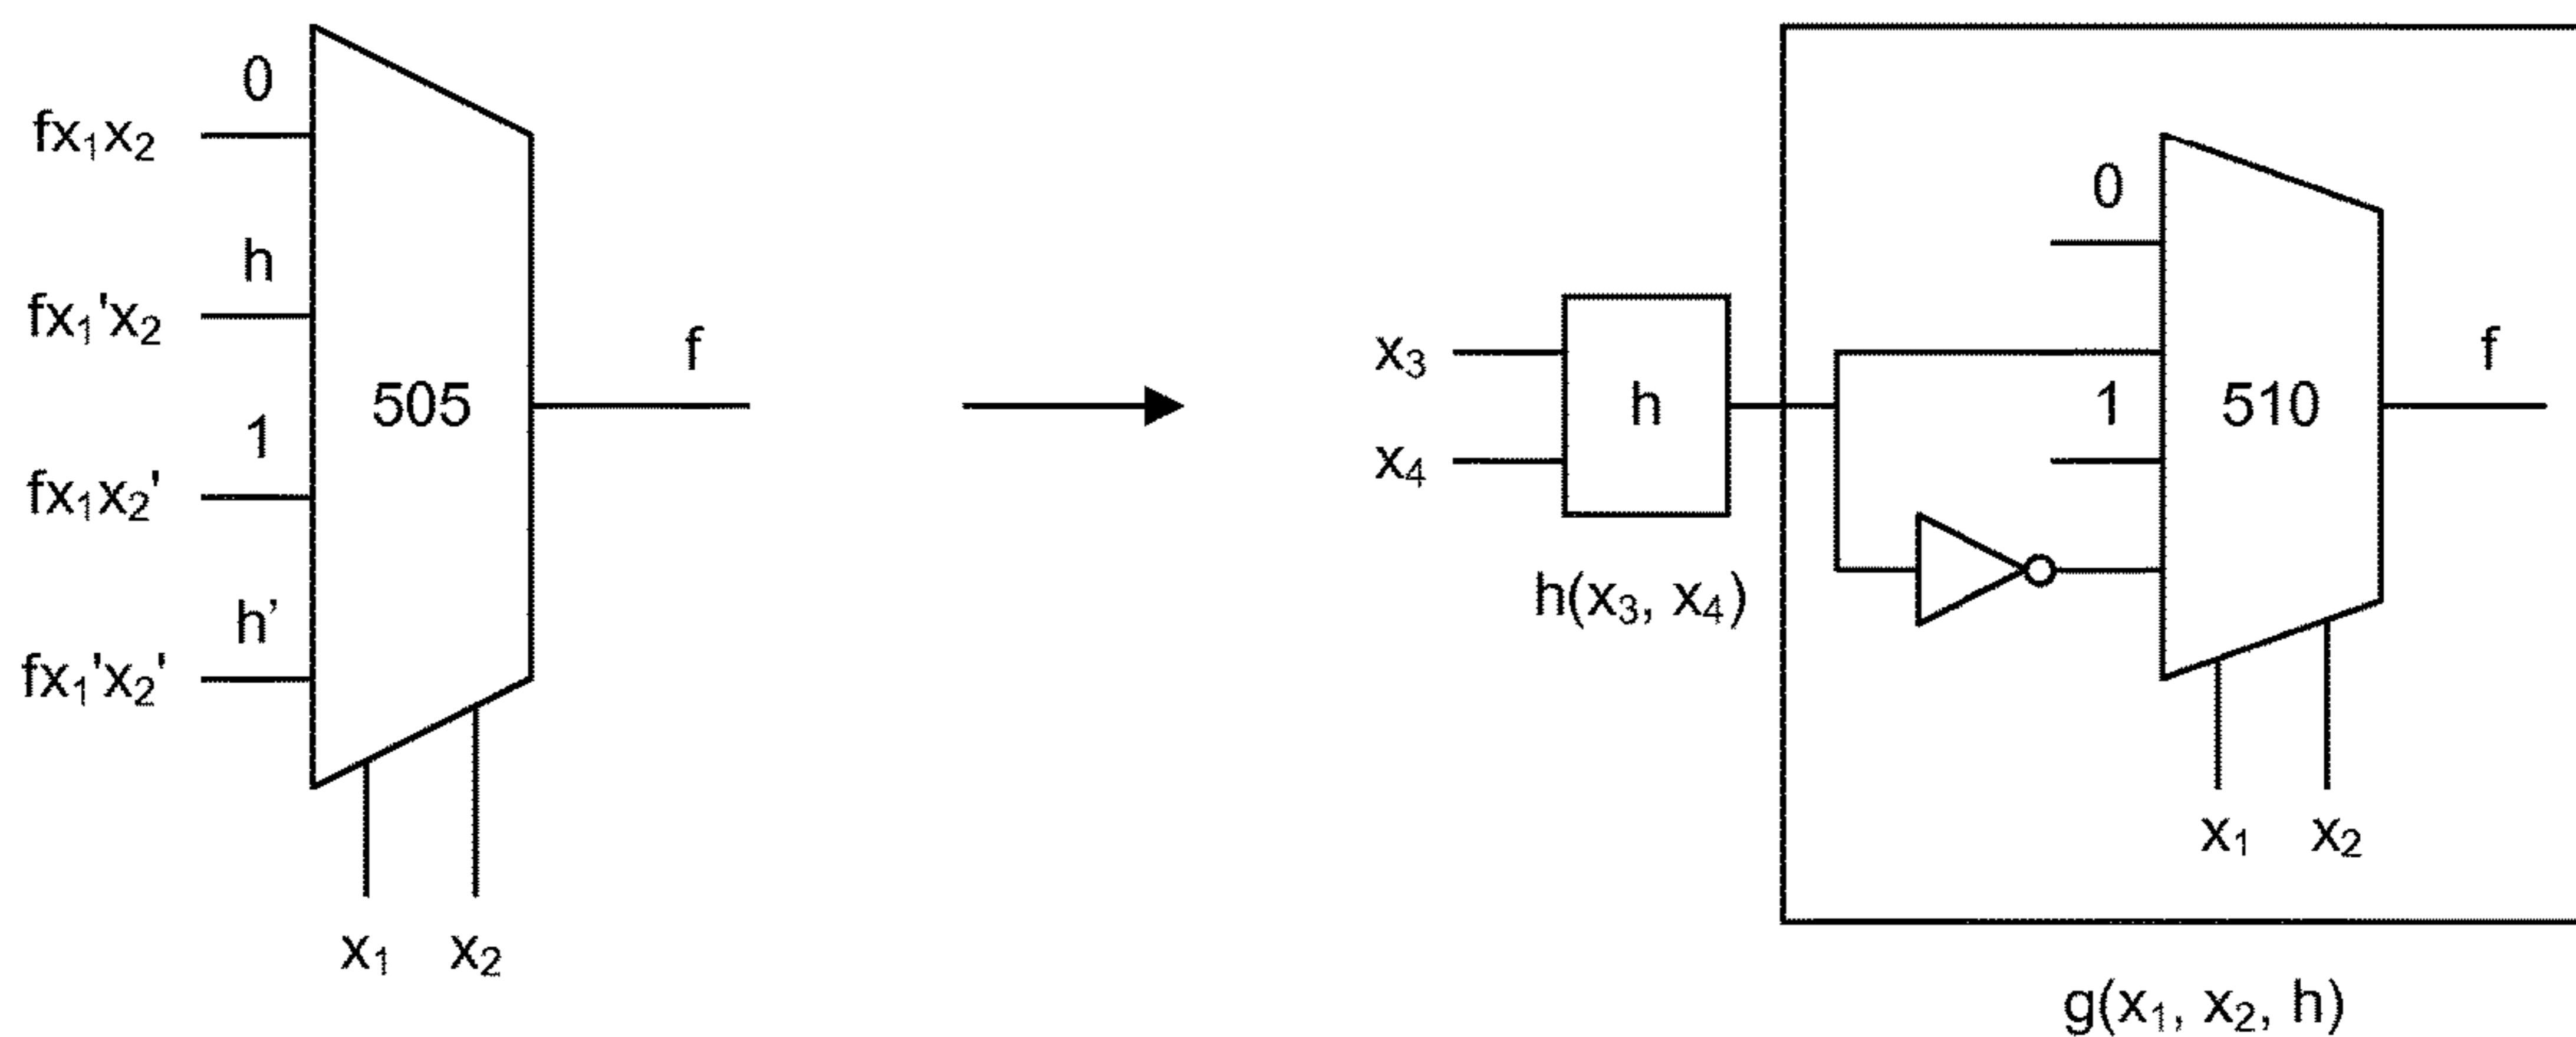 0
fx₁x₂
h
fx₁'x₂
1
fx₁x₂'
h’
fx₁'x₂'
505
f
x₁ x₂
x₃
x₄
h
h(x₃, x₄)
0
1
510
f
x₁ x₂
g(x₁, x₂, h)